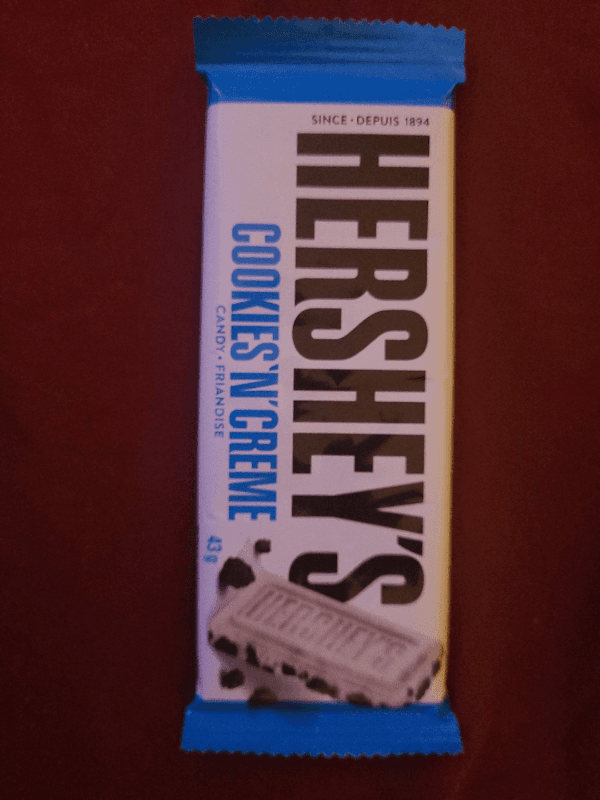 SINCE • DEPUIS 1894
HERSHEY'S
COOKIES'N'CREME
CANDY • FRIANDISE
43 g
HERSHEY'S